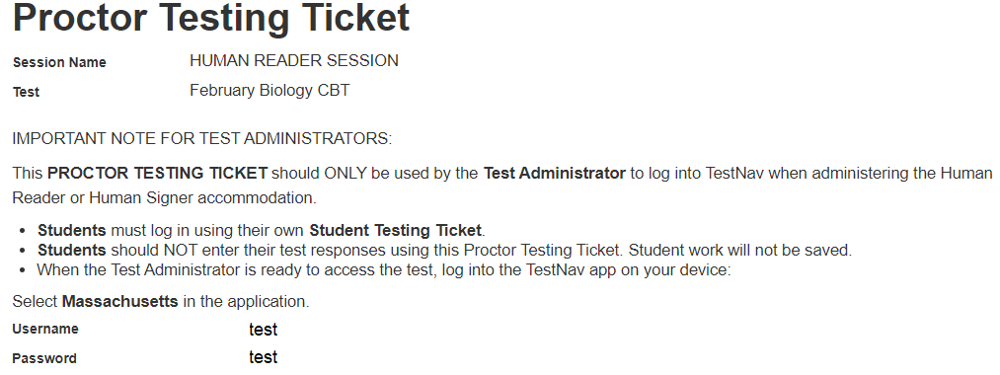 Proctor Testing Ticket
Session Name HUMAN READER SESSION
Test February Biology CBT
IMPORTANT NOTE FOR TEST ADMINISTRATORS:
This PROCTOR TESTING TICKET should ONLY be used by the Test Administrator to log into TestNav when administering the Human
Reader or Human Signer accommodation.
• Students must log in using their own Student Testing Ticket.
• Students should NOT enter their test responses using this Proctor Testing Ticket. Student work will not be saved.
• When the Test Administrator is ready to access the test, log into the TestNav app on your device:
Select Massachusetts in the application.
Username test
Password test